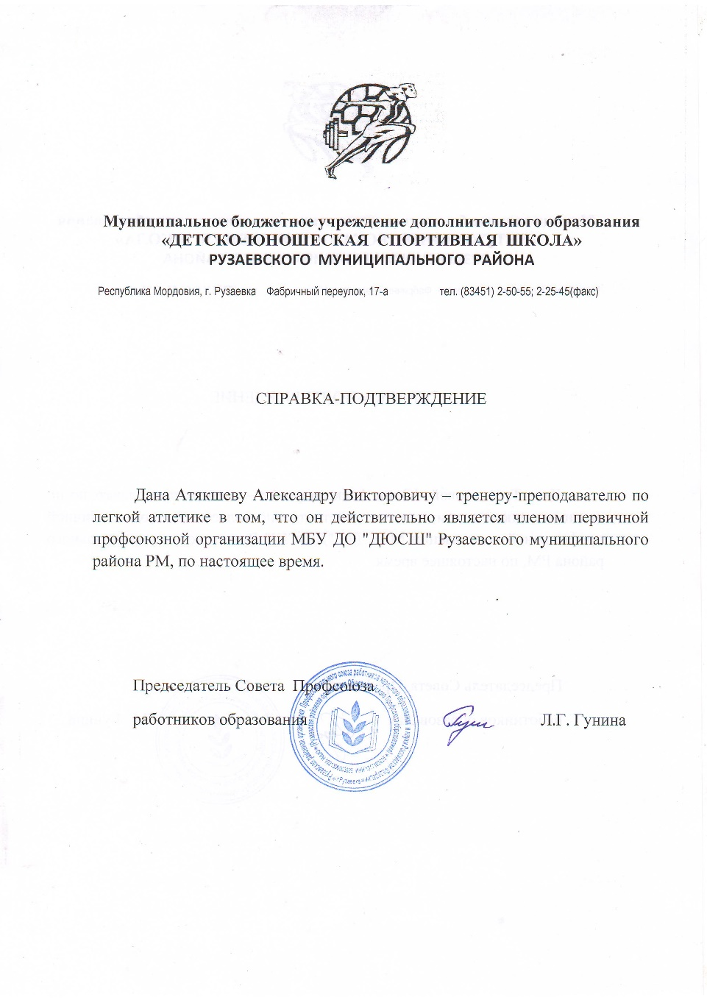 Муниципальное бюджетное учреждение дополнительного образования
«ДЕТСКО-ЮНОШЕСКАЯ СПОРТИВНАЯ ШКОЛА»
РУЗАЕВСКОГО МУНИЦИПАЛЬНОГО РАЙОНА
Республика Мордовия, г. Рузаевка Фабричный переулок, 17-а тел. (83451) 2-50-55; 2-25-45(факс)
СПРАВКА-ПОДТВЕРЖДЕНИЕ
Дана Атякшеву Александру Викторовичу – тренеру-преподавателю по
легкой атлетике в том, что он действительно является членом первичной
профсоюзной организации МБУ ДО "ДЮСШ" Рузаевского муниципального
района РМ, по настоящее время.
Председатель Совета Профсоюза
работников образования Л.Г. Гунина